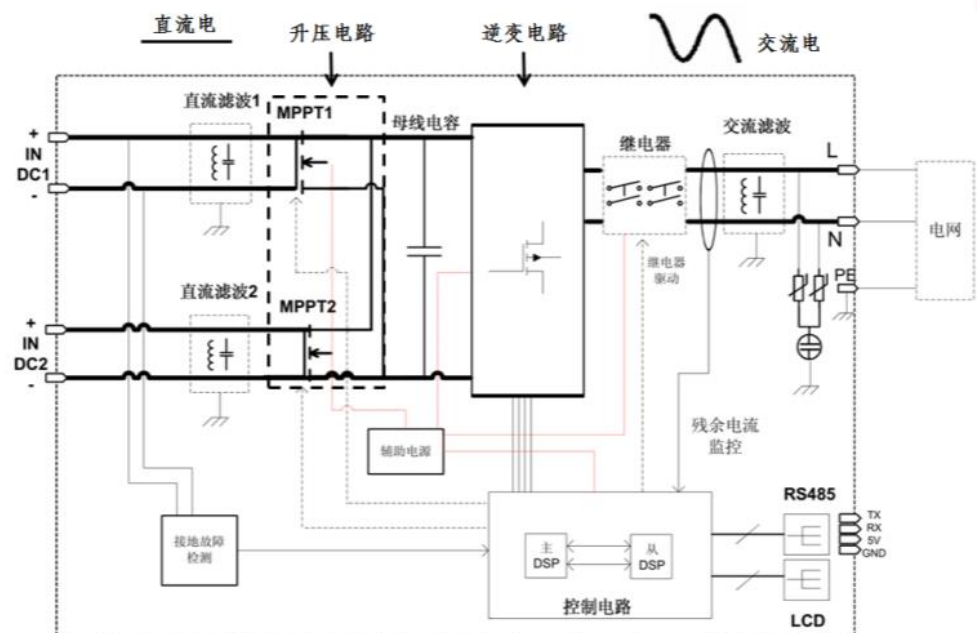 直流电
升压电路
逆变电路
交流电
直流滤波1
MPPT1
母线电容
继电器
交流滤波
+
IN
DC1
-
L
N
PE
电网
继电器
驱动
直流滤波2
MPPT2
+
IN
DC2
-
辅助电源
残余电流
监控
接地故障
检测
主
DSP
从
DSP
控制电路
RS485
TX
RX
5V
GND
LCD